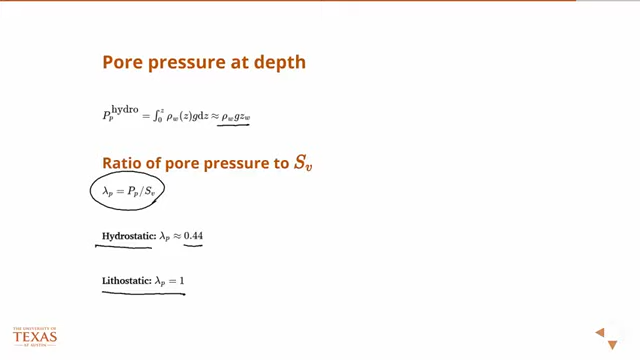 Pore pressure at depth
P_p^hydro = ∫_0^z ρ_w(z)gdz ≈ ρ_w g z_w
Ratio of pore pressure to S_v
λ_p = P_p/S_v
Hydrostatic: λ_p ≈ 0.44
Lithostatic: λ_p = 1
THE UNIVERSITY OF
TEXAS
AT AUSTIN